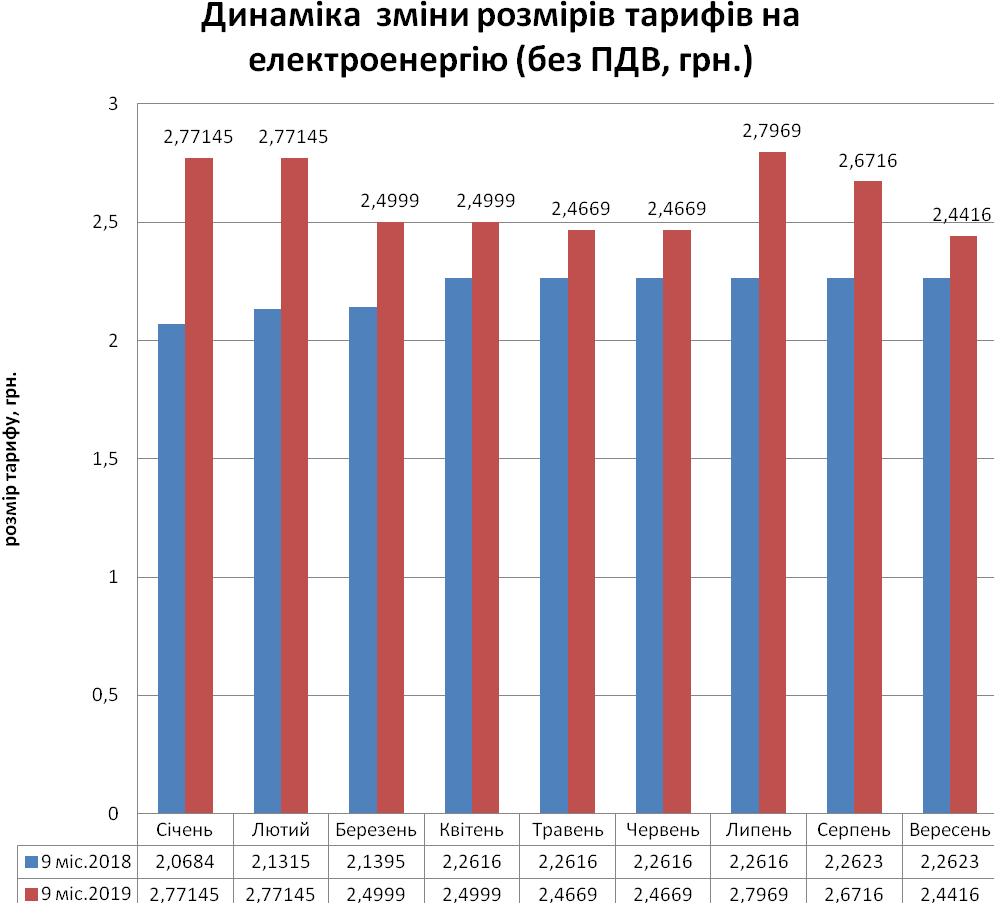 Динаміка зміни розмірів тарифів на
електроенергію (без ПДВ, грн.)
розмір тарифу, грн.
3
2,5
2
1,5
1
0,5
0
2,77145
2,77145
2,4999
2,4999
2,4669
2,4669
2,7969
2,6716
2,4416
Січень Лютий Березень Квітень Травень Червень Липень Серпень Вересень
9 міс.2018 2,0684 2,1315 2,1395 2,2616 2,2616 2,2616 2,2616 2,2623 2,2623
9 міс.2019 2,77145 2,77145 2,4999 2,4999 2,4669 2,4669 2,7969 2,6716 2,4416